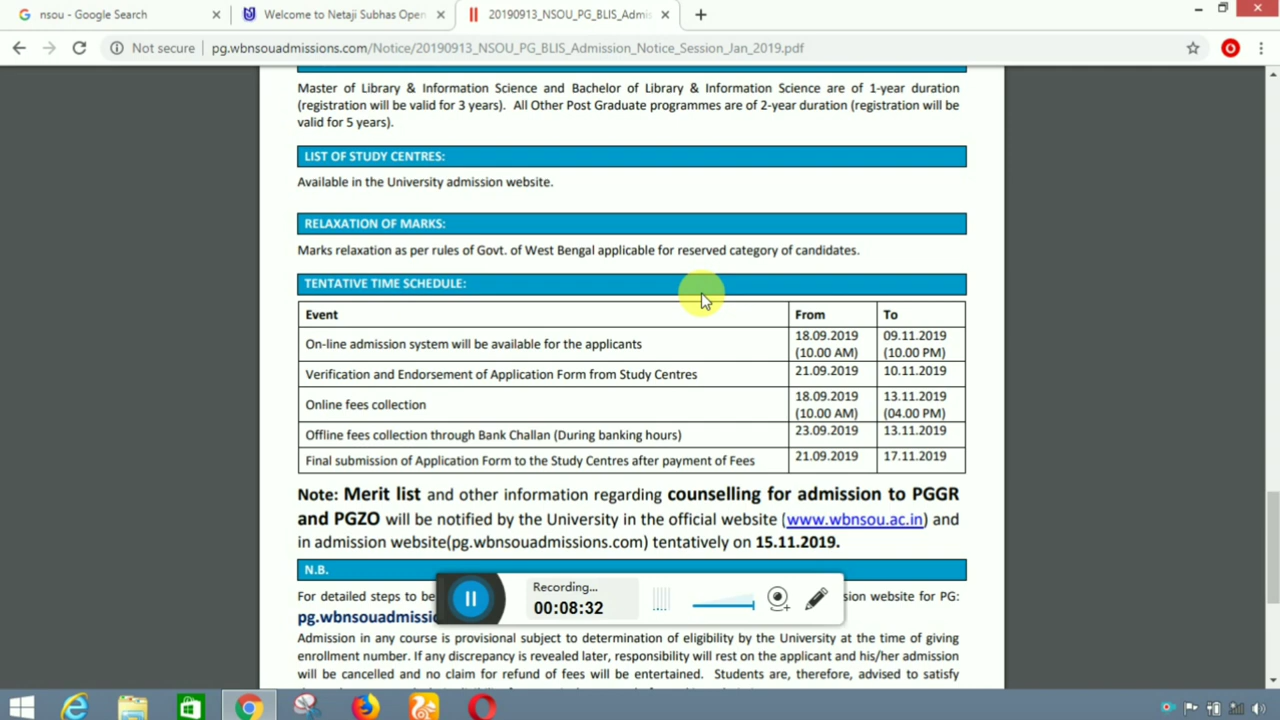 nsou - Google Search
Welcome to Netaji Subhas Open
20190913_NSOU_PG_BLIS_Admis
Not secure
pg.wbnsouadmissions.com/Notice/20190913_NSOU_PG_BLIS_Admission_Notice_Session_Jan_2019.pdf
Master of Library & Information Science and Bachelor of Library & Information Science are of 1-year duration
(registration will be valid for 3 years). All Other Post Graduate programmes are of 2-year duration (registration will be
valid for 5 years).
LIST OF STUDY CENTRES:
Available in the University admission website.
RELAXATION OF MARKS:
Marks relaxation as per rules of Govt. of West Bengal applicable for reserved category of candidates.
TENTATIVE TIME SCHEDULE:
Event From To
On-line admission system will be available for the applicants 18.09.2019 (10.00 AM) 09.11.2019 (10.00 PM)
Verification and Endorsement of Application Form from Study Centres 21.09.2019 10.11.2019
Online fees collection 18.09.2019 (10.00 AM) 13.11.2019 (04.00 PM)
Offline fees collection through Bank Challan (During banking hours) 23.09.2019 13.11.2019
Final submission of Application Form to the Study Centres after payment of Fees 21.09.2019 17.11.2019
Note: Merit list and other information regarding counselling for admission to PGGR
and PGZO will be notified by the University in the official website (www.wbnsou.ac.in) and
in admission website(pg.wbnsouadmissions.com) tentatively on 15.11.2019.
N.B.
For detailed steps to be
sion website for PG:
pg.wbnsouadmissio
Recording...
00:08:32
Admission in any course is provisional subject to determination of eligibility by the University at the time of giving
enrollment number. If any discrepancy is revealed later, responsibility will rest on the applicant and his/her admission
will be cancelled and no claim for refund of fees will be entertained. Students are, therefore, advised to satisfy